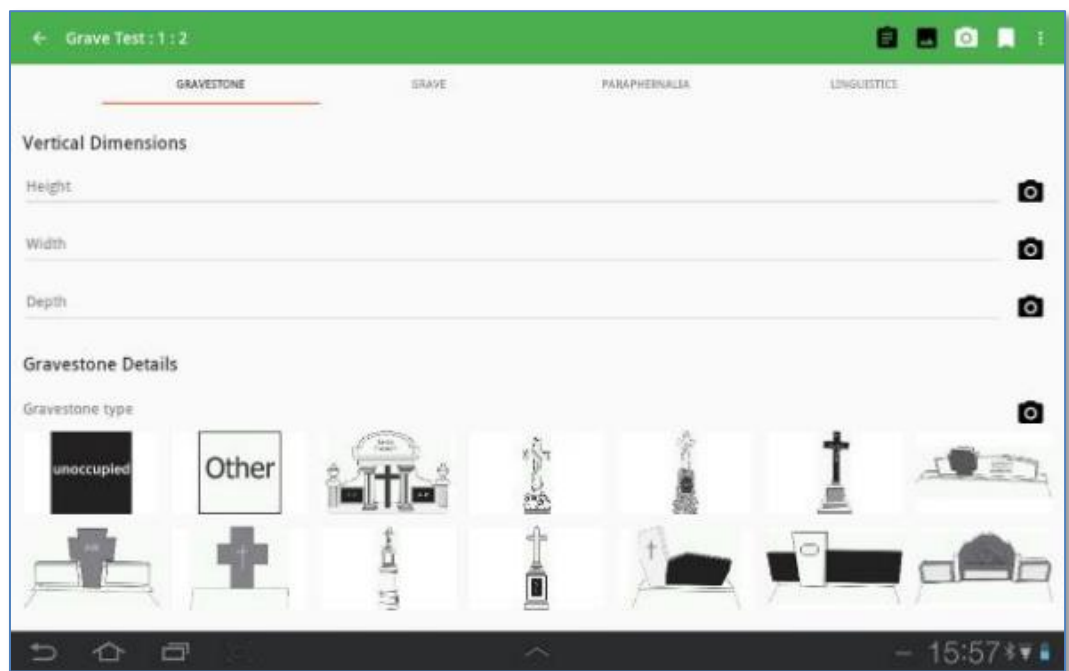 Grave Test : 1 : 2
GRAVESTONE GRAVE PARAPHERNALIA LINGUISTICS
Vertical Dimensions
Height
Width
Depth
Gravestone Details
Gravestone type
unoccupied Other
15:57